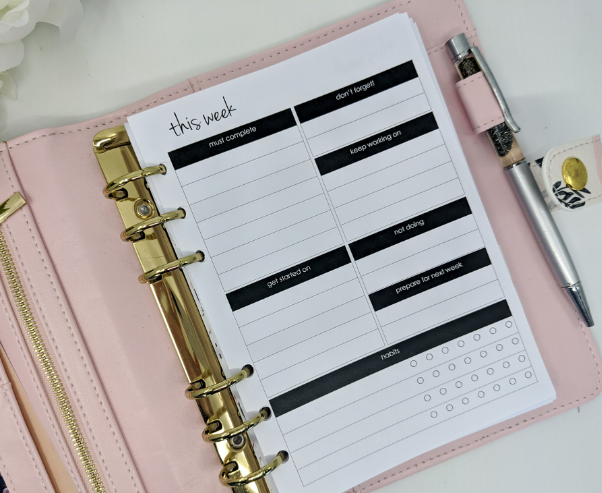 this week
must complete
don't forget!
keep working on
get started on
not doing
prepare for next week
habits